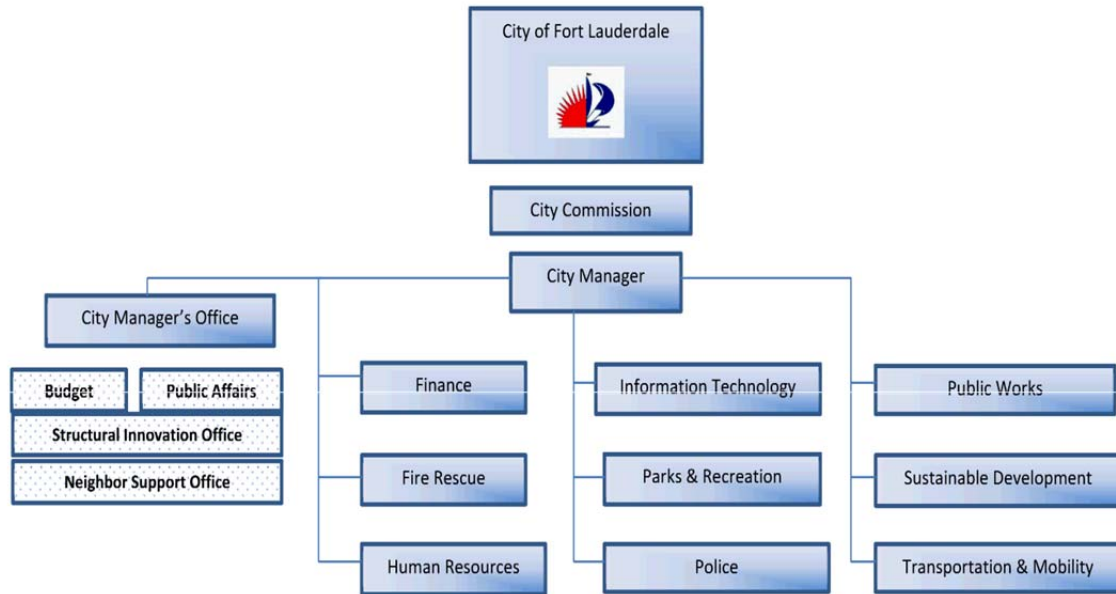 City of Fort Lauderdale
City Commission
City Manager
City Manager's Office
Budget
Public Affairs
Structural Innovation Office
Neighbor Support Office
Finance
Fire Rescue
Human Resources
Information Technology
Parks & Recreation
Police
Public Works
Sustainable Development
Transportation & Mobility